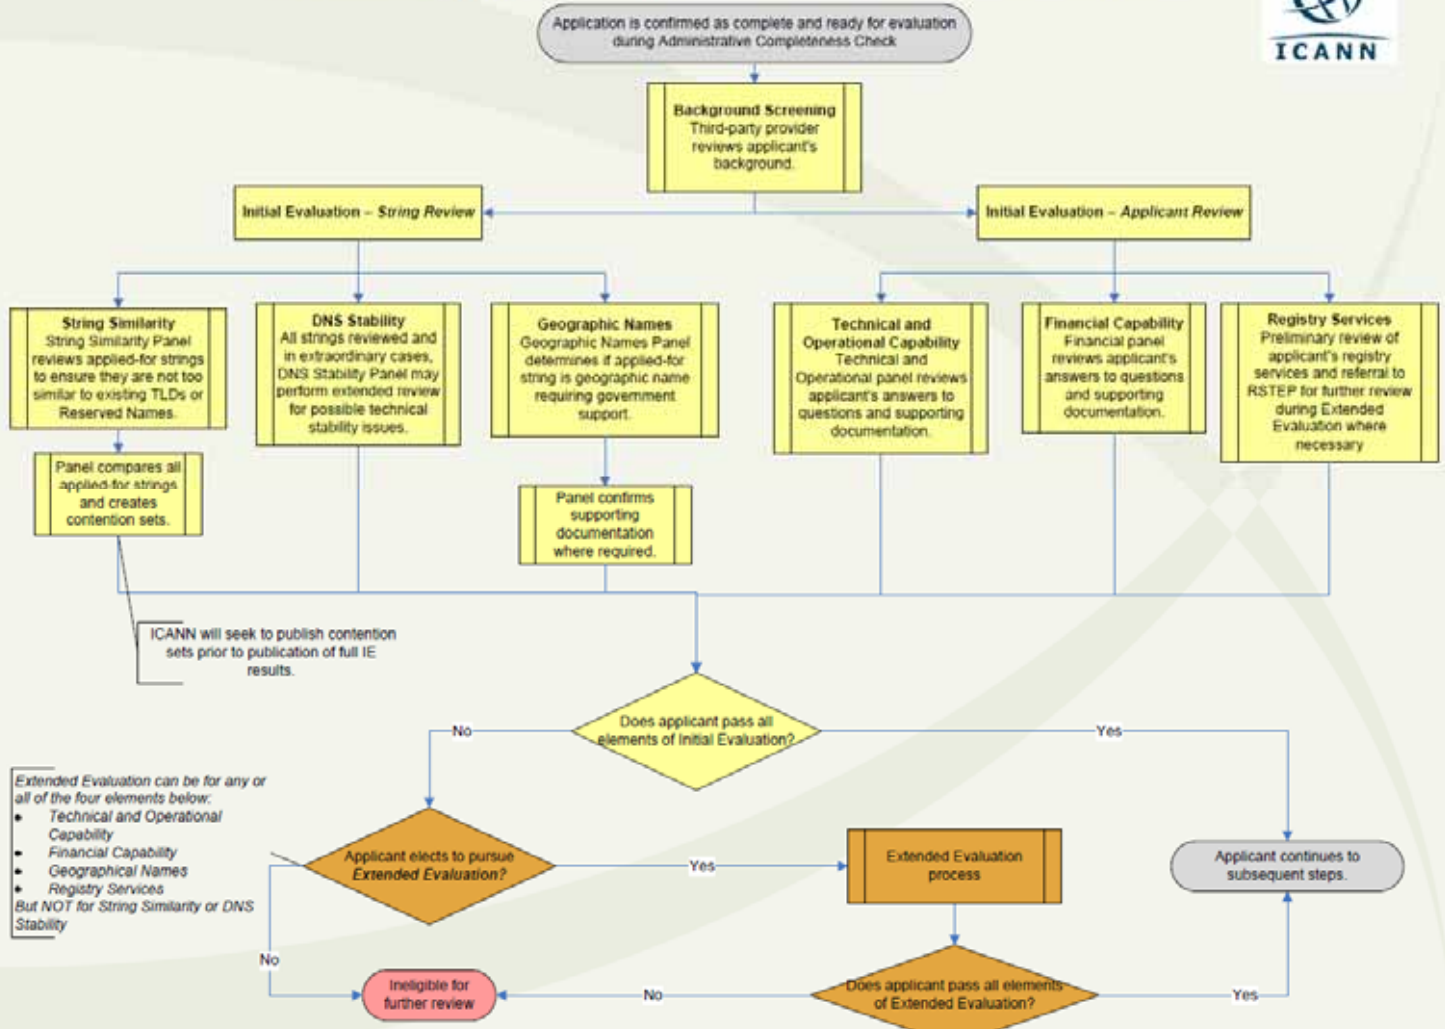 Application is confirmed as complete and ready for evaluation
during Administrative Completeness Check
ICANN
Background Screening
Third-party provider
reviews applicant's
background.
Initial Evaluation – String Review
Initial Evaluation – Applicant Review
String Similarity
String Similarity Panel
reviews applied-for strings
to ensure they are not too
similar to existing TLDs or
Reserved Names.
DNS Stability
All strings reviewed and
in extraordinary cases,
DNS Stability Panel may
perform extended review
for possible technical
stability issues.
Geographic Names
Geographic Names Panel
determines if applied-for
string is geographic name
requiring government
support.
Technical and
Operational Capability
Technical and
Operational panel reviews
applicant's answers to
questions and supporting
documentation.
Financial Capability
Financial panel
reviews applicant's
answers to questions
and supporting
documentation.
Registry Services
Preliminary review of
applicant's registry
services and referral to
RSTEP for further review
during Extended
Evaluation where
necessary
Panel compares all
applied-for strings
and creates
contention sets.
Panel confirms
supporting
documentation
where required.
ICANN will seek to publish contention
sets prior to publication of full IE
results.
Does applicant pass all
elements of Initial Evaluation?
No
Yes
Extended Evaluation can be for any or
all of the four elements below:
• Technical and Operational
Capability
• Financial Capability
• Geographical Names
• Registry Services
But NOT for String Similarity or DNS
Stability
Applicant elects to pursue
Extended Evaluation?
Yes
Extended Evaluation
process
Applicant continues to
subsequent steps.
No
Ineligible for
further review
No
Does applicant pass all elements
of Extended Evaluation?
Yes